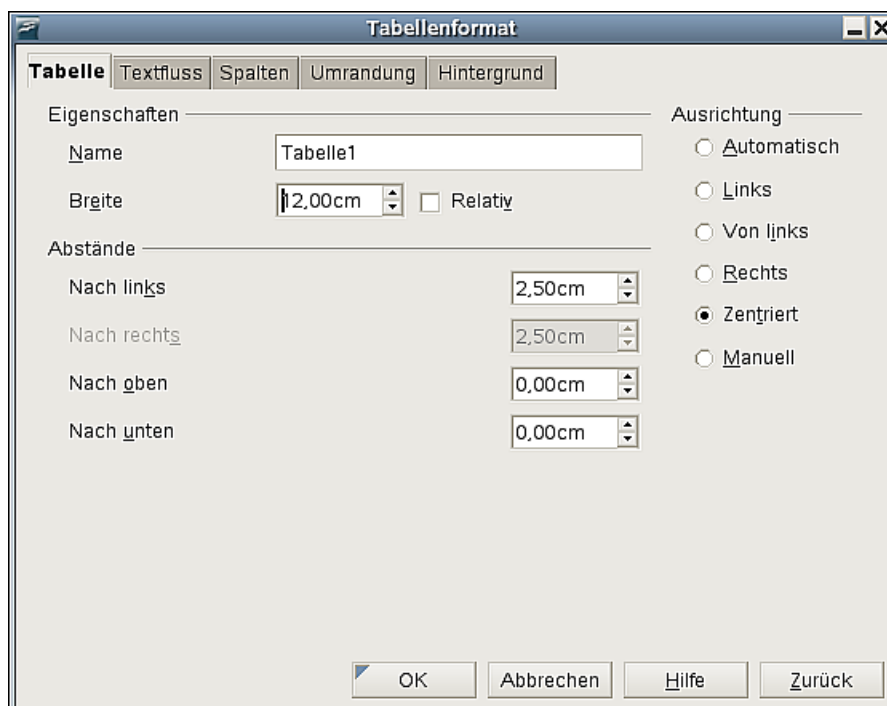 Tabellenformat
Tabelle Textfluss Spalten Umrandung Hintergrund
Eigenschaften
Name Tabelle1
Breite 12,00cm Relativ
Abstände
Nach links 2,50cm
Nach rechts 2,50cm
Nach oben 0,00cm
Nach unten 0,00cm
Ausrichtung
Automatisch
Links
Von links
Rechts
Zentriert
Manuell
OK Abbrechen Hilfe Zurück